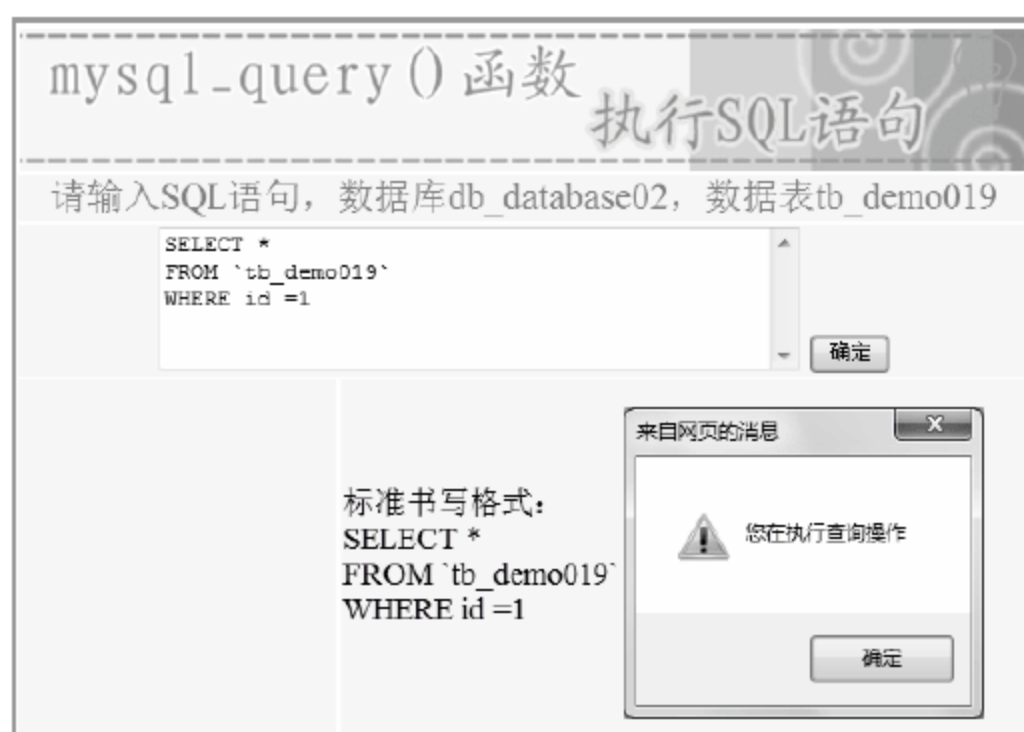 mysql_query()函数
执行SQL语句
请输入SQL语句，数据库db_database02，数据表tb_demo019
SELECT *
FROM `tb_demo019`
WHERE id =1
确定
来自网页的消息
X
您在执行查询操作
确定
标准书写格式：
SELECT *
FROM `tb_demo019`
WHERE id =1